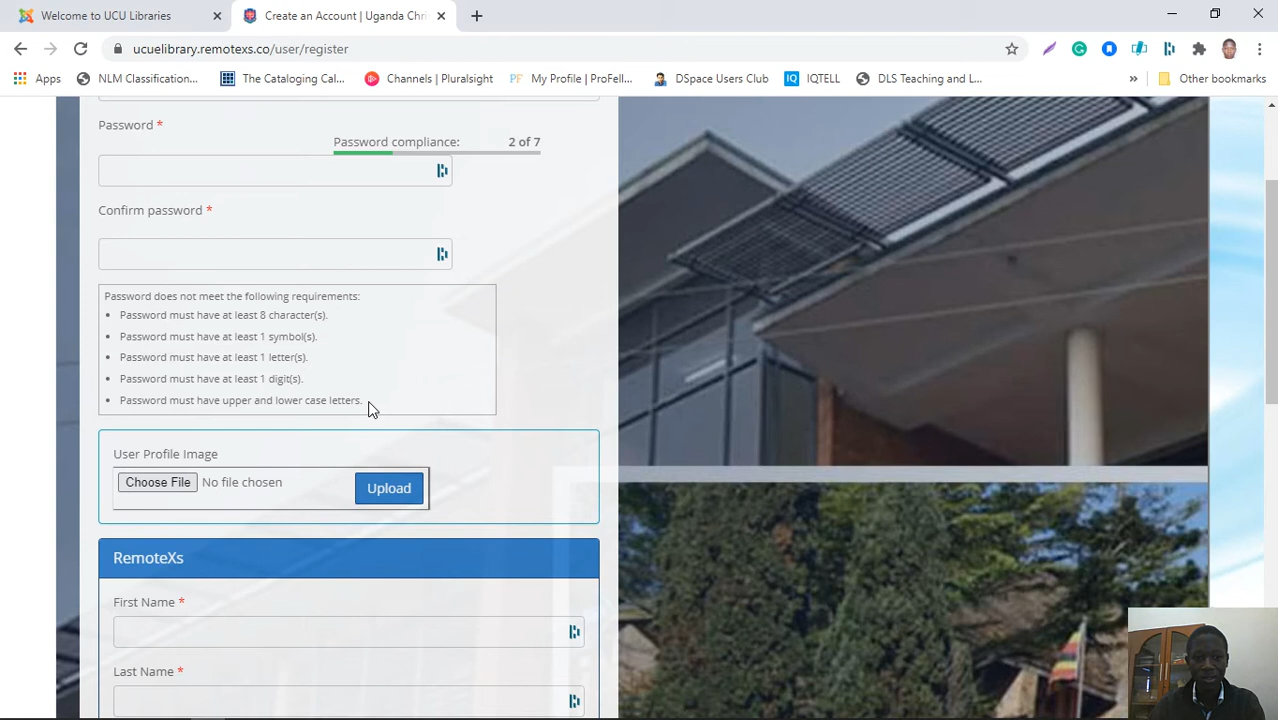 Welcome to UCU Libraries
Create an Account | Uganda Chri
ucuelibrary.remotexs.co/user/register
Apps NLM Classification... The Cataloging Cal... Channels | Pluralsight PF My Profile | ProFell... DSpace Users Club IQ IQTELL DLS Teaching and L... » Other bookmarks
Password *
Password compliance: 2 of 7
Confirm password *
Password does not meet the following requirements:
• Password must have at least 8 character(s).
• Password must have at least 1 symbol(s).
• Password must have at least 1 letter(s).
• Password must have at least 1 digit(s).
• Password must have upper and lower case letters.
User Profile Image
Choose File No file chosen Upload
RemoteXs
First Name *
Last Name *